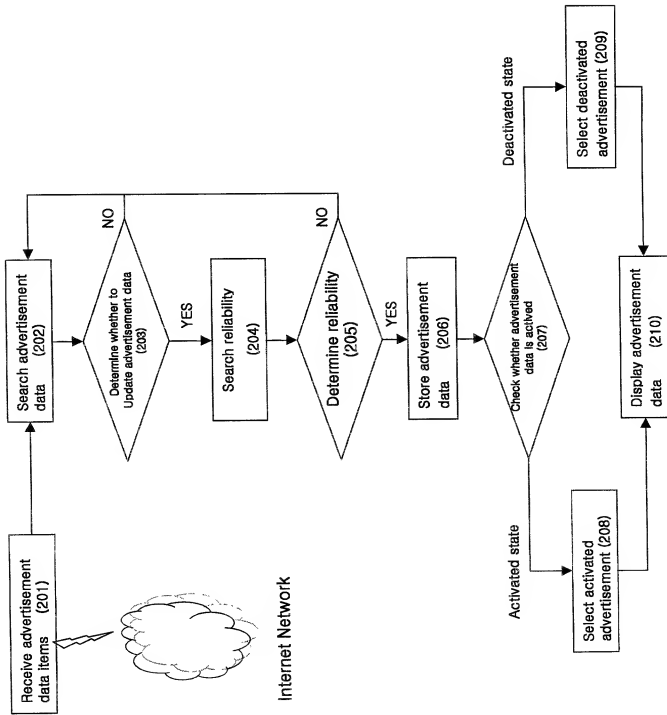 Receive advertisement
data items (201)
Internet Network
Search advertisement
data (202)
Determine whether to
Update advertisement data
(203)
NO
YES
Search reliability
(204)
Determine reliability
(205)
NO
YES
Store advertisement
data (206)
Check whether advertisement
data is actived
(207)
Activated state
Deactivated state
Select activated
advertisement (208)
Select deactivated
advertisement (209)
Display advertisement
data (210)